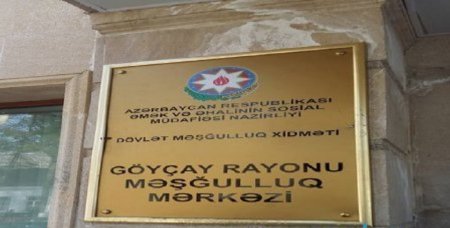 AZƏRBAYCAN RESPUBLİKASI
ƏMƏK VƏ ƏHALİNİN SOSİAL
MÜDAFİƏSİ NAZİRLİYİ
DÖVLƏT MƏŞĞULLUQ XİDMƏTİ
GÖYÇAY RAYONU
MƏŞĞULLUQ
MƏRKƏZİ